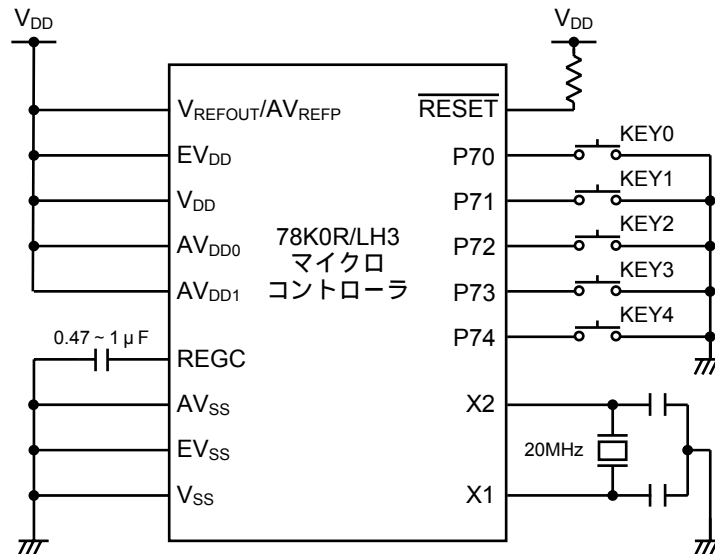 VDD
VDD
VREFOUT/AVREFP
RESET
KEY0
EVDD
P70
KEY1
VDD
P71
KEY2
AVDD0
78K0R/LH3
マイクロ
コントローラ
P72
KEY3
AVDD1
P73
KEY4
0.47 ~ 1 μ F
REGC
P74
AVSS
X2
EVSS
20MHz
VSS
X1